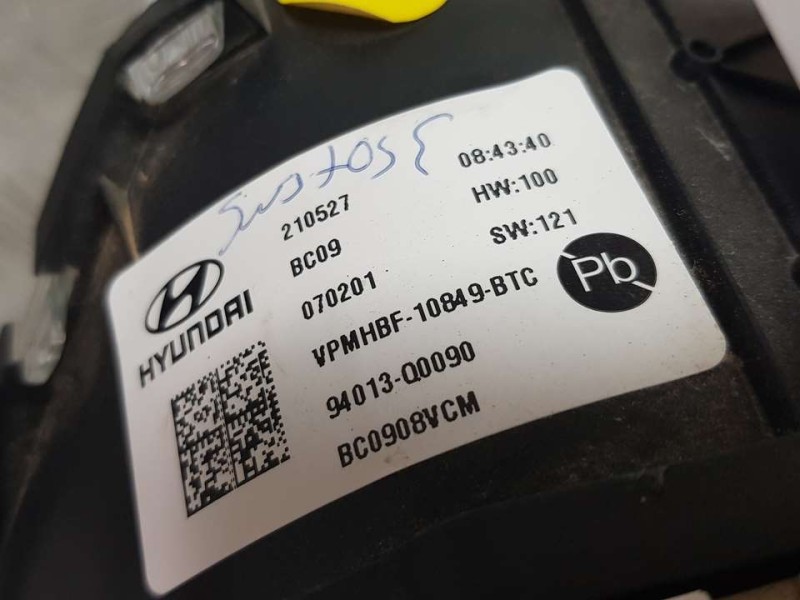 210527 08:43:40
BC09 HW:100
070201 SW:121
VPMHBF-10849-BTC
94013-Q0090
BC0908VCM
HYUNDAI
Pb